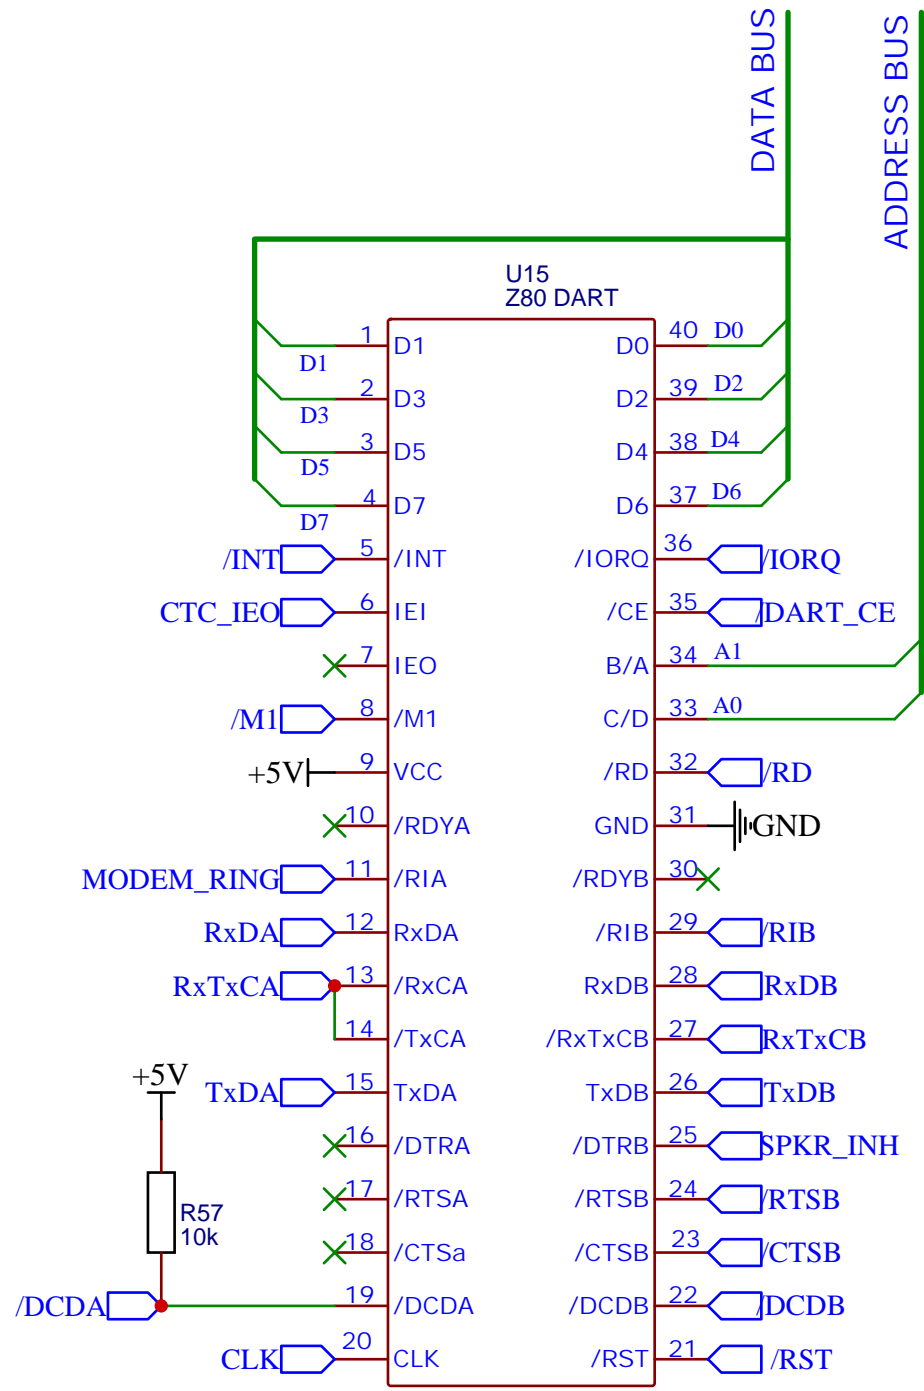 DATA BUS
ADDRESS BUS
U15
Z80 DART
1 D1 D0 40 D0
D1
2 D3 D2 39 D2
D3
3 D5 D4 38 D4
D5
4 D7 D6 37 D6
D7
/INT 5 /INT /IORQ 36 /IORQ
CTC_IEO 6 IEI /CE 35 /DART_CE
7 IEO B/A 34 A1
/M1 8 /M1 C/D 33 A0
+5V 9 VCC /RD 32 /RD
10 /RDYA GND 31 GND
MODEM_RING 11 /RIA /RDYB 30
RxDA 12 RxDA /RIB 29 /RIB
RxTxCA 13 /RxCA RxDB 28 RxDB
14 /TxCA /RxTxCB 27 RxTxCB
+5V
TxDA 15 TxDA TxDB 26 TxDB
16 /DTRA /DTRB 25 SPKR_INH
17 /RTSA /RTSB 24 /RTSB
R57
10k
18 /CTSa /CTSB 23 /CTSB
/DCDA 19 /DCDA /DCDB 22 /DCDB
CLK 20 CLK /RST 21 /RST